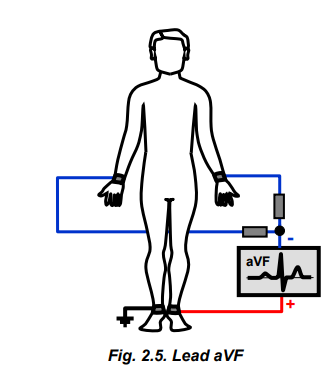 -
aVF
+
Fig. 2.5. Lead aVF